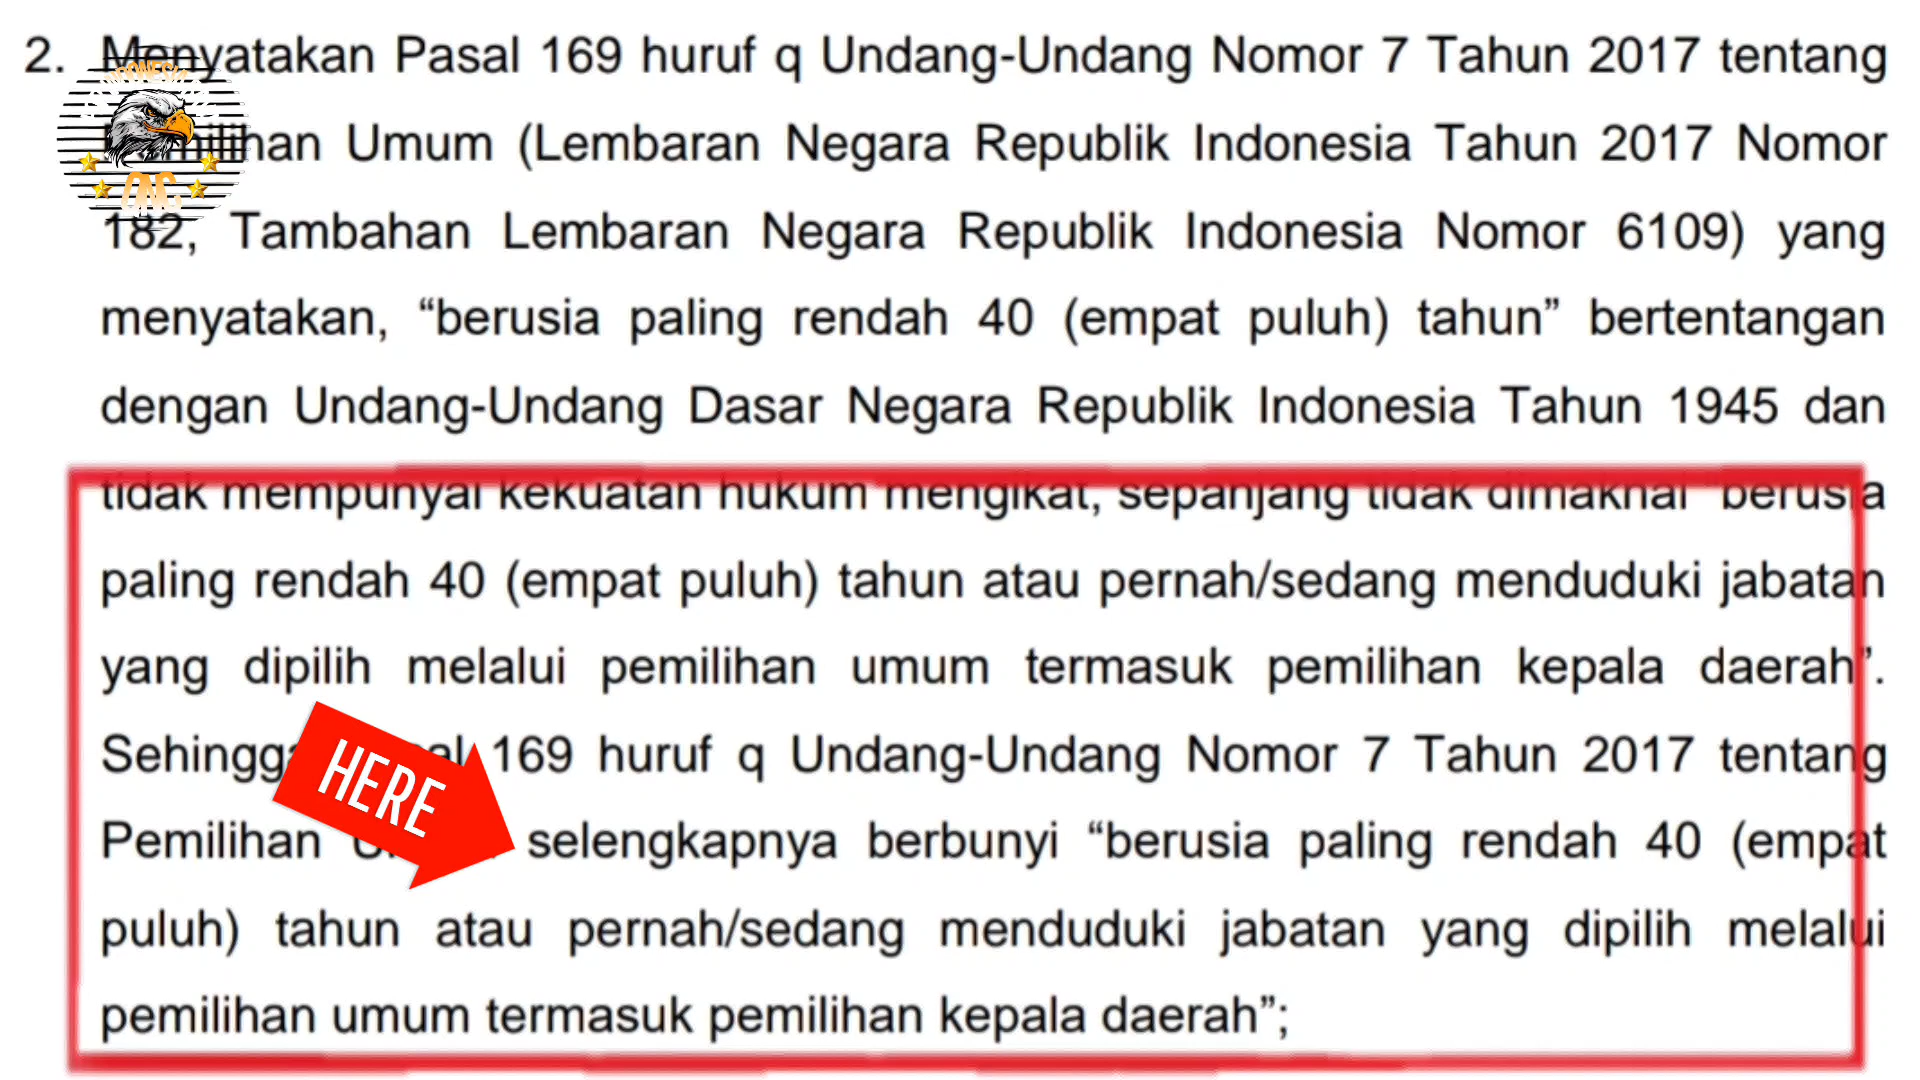 2. Menyatakan Pasal 169 huruf q Undang-Undang Nomor 7 Tahun 2017 tentang
Pemilihan Umum (Lembaran Negara Republik Indonesia Tahun 2017 Nomor
182, Tambahan Lembaran Negara Republik Indonesia Nomor 6109) yang
menyatakan, “berusia paling rendah 40 (empat puluh) tahun” bertentangan
dengan Undang-Undang Dasar Negara Republik Indonesia Tahun 1945 dan
tidak mempunyai kekuatan hukum mengikat, sepanjang tidak dimaknai “berusia
paling rendah 40 (empat puluh) tahun atau pernah/sedang menduduki jabatan
yang dipilih melalui pemilihan umum termasuk pemilihan kepala daerah”.
Sehingga Pasal 169 huruf q Undang-Undang Nomor 7 Tahun 2017 tentang
HERE
Pemilihan selengkapnya berbunyi “berusia paling rendah 40 (empat
puluh) tahun atau pernah/sedang menduduki jabatan yang dipilih melalui
pemilihan umum termasuk pemilihan kepala daerah”;